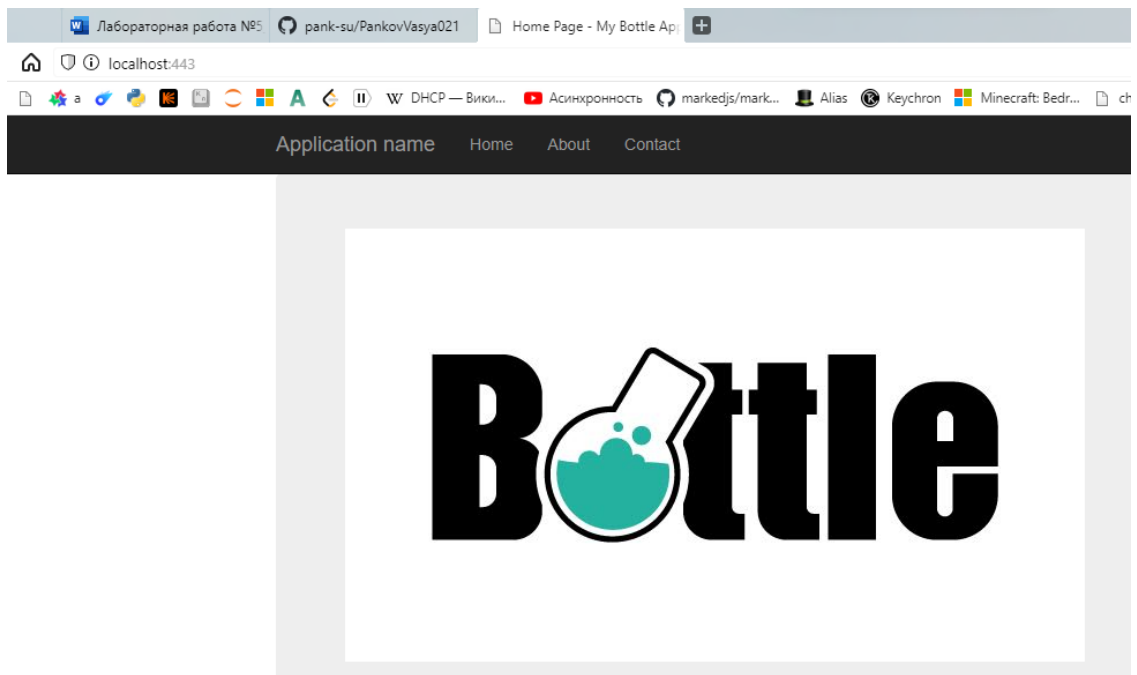 Лабораторная работа №5 pank-su/PankovVasya021 Home Page - My Bottle Ap
localhost:443
a DHCP — Вики... Асинхронность markedjs/mark... Alias Keychron Minecraft: Bedr... ch
Application name Home About Contact
Bottle